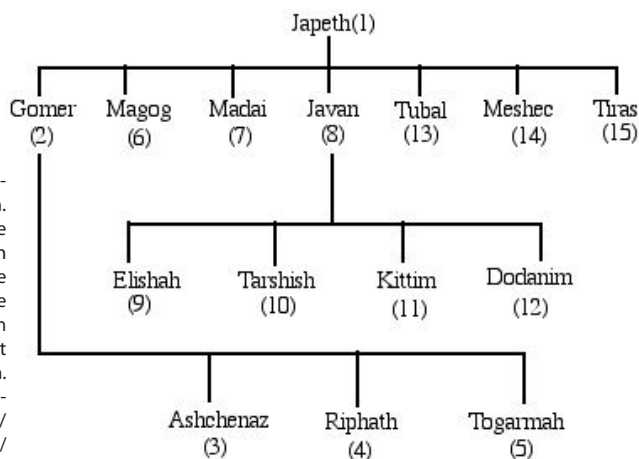 Japeth(1)
Gomer Magog Madai Javan Tubal Meshec Tiras
(2) (6) (7) (8) (13) (14) (15)
Elishah Tarshish Kittim Dodanim
(9) (10) (11) (12)
Ashchenaz Riphath Togarmah
(3) (4) (5)